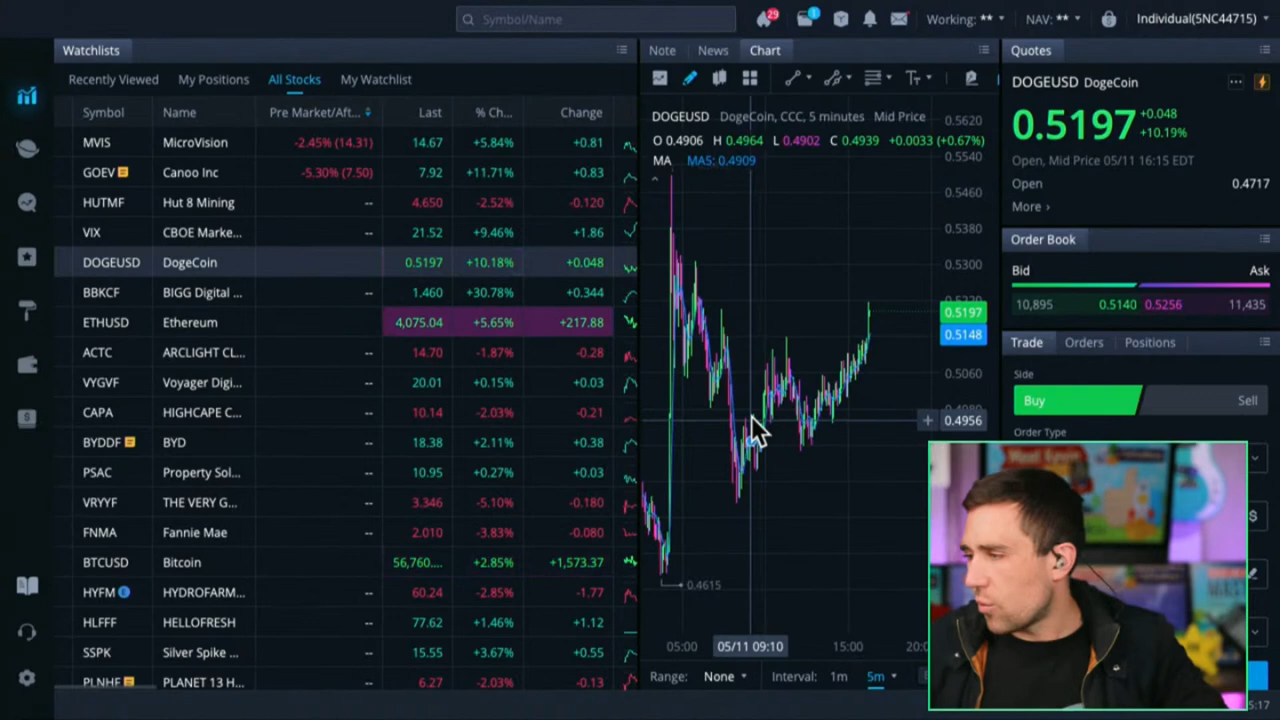 Symbol/Name
29
1
Working: **
NAV: **
Individual(5NC44715)
Watchlists
Recently Viewed
My Positions
All Stocks
My Watchlist
Symbol Name Pre Market/Aft... Last % Ch... Change
MVIS MicroVision -2.45% (14.31) 14.67 +5.84% +0.81
GOEV Canoo Inc -5.30% (7.50) 7.92 +11.71% +0.83
HUTMF Hut 8 Mining -- 4.650 -2.52% -0.120
VIX CBOE Marke... -- 21.52 +9.46% +1.86
DOGEUSD DogeCoin -- 0.5197 +10.18% +0.048
BBKCF BIGG Digital ... -- 1.460 +30.78% +0.344
ETHUSD Ethereum -- 4,075.04 +5.65% +217.88
ACTC ARCLIGHT CL... -- 14.70 -1.87% -0.28
VYGVF Voyager Digi... -- 20.01 +0.15% +0.03
CAPA HIGHCAPE C... -- 10.14 -2.03% -0.21
BYDDF BYD -- 18.38 +2.11% +0.38
PSAC Property Sol... -- 10.95 +0.27% +0.03
VRYYF THE VERY G... -- 3.346 -5.10% -0.180
FNMA Fannie Mae -- 2.010 -3.83% -0.080
BTCUSD Bitcoin -- 56,760.... +2.85% +1,573.37
HYFM HYDROFARM... -- 60.24 -2.85% -1.77
HLFFF HELLOFRESH -- 77.62 +1.46% +1.12
SSPK Silver Spike ... -- 15.55 +3.67% +0.55
PLNHF PLANET 13 H... -- 6.27 -2.03% -0.13
Note
News
Chart
DOGEUSD DogeCoin, CCC, 5 minutes Mid Price
O 0.4906 H 0.4964 L 0.4902 C 0.4939 +0.0033 (+0.67%)
MA MA5: 0.4909
0.5620
0.5540
0.5460
0.5380
0.5300
0.5197
0.5148
0.5060
0.4956
0.4615
05:00
05/11 09:10
15:00
Range: None
Interval: 1m 5m
Quotes
DOGEUSD DogeCoin
0.5197
+0.048
+10.19%
Open, Mid Price 05/11 16:15 EDT
Open 0.4717
More
Order Book
Bid Ask
10,895 0.5140 0.5256 11,435
Trade
Orders
Positions
Side
Buy
Sell
Order Type